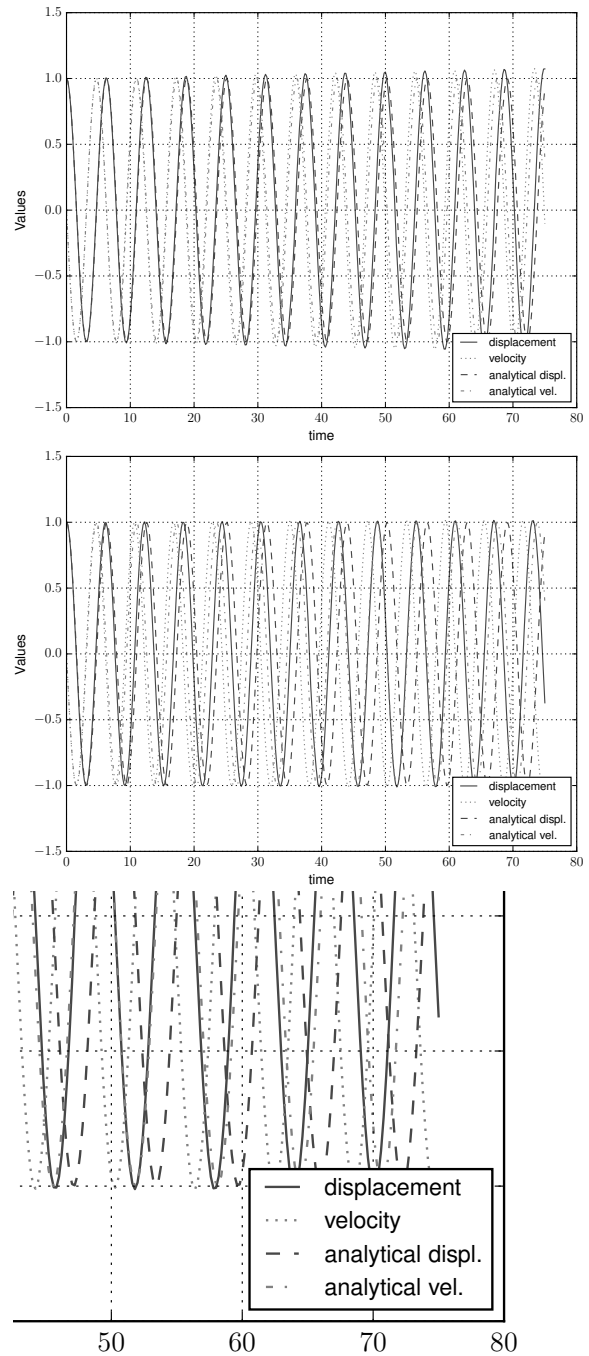 1.5
1.0
0.5
Values
0.0
−0.5
−1.0
displacement
velocity
analytical displ.
analytical vel.
−1.5
0 10 20 30 40 50 60 70 80
time
1.5
1.0
0.5
Values
0.0
−0.5
−1.0
displacement
velocity
analytical displ.
analytical vel.
−1.5
0 10 20 30 40 50 60 70 80
time
displacement
velocity
analytical displ.
analytical vel.
50 60 70 80